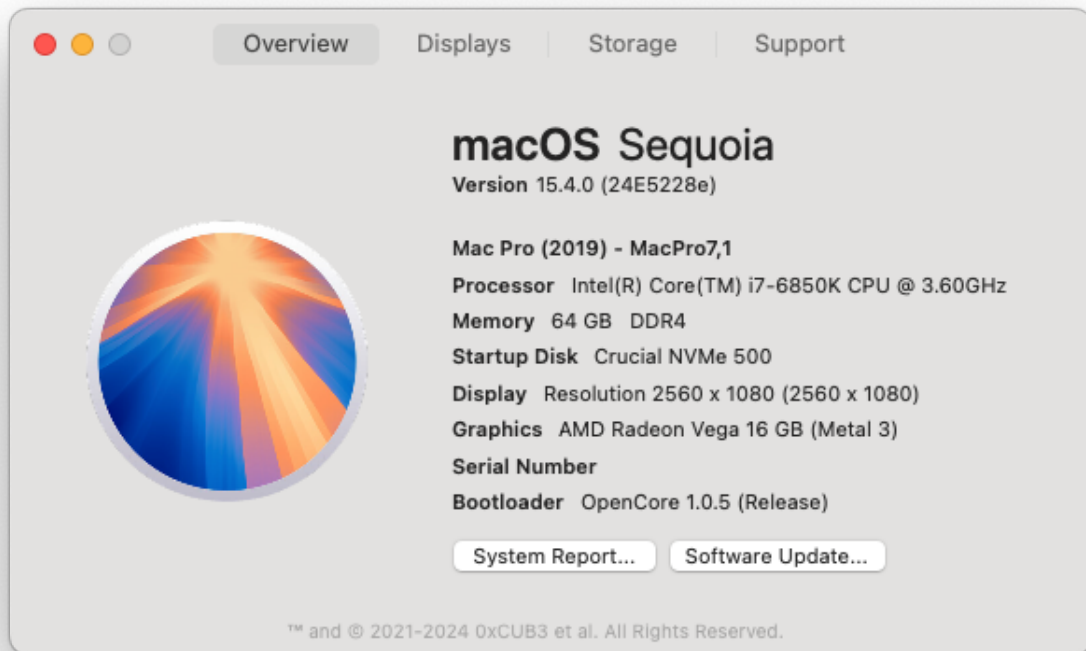 Overview Displays Storage Support
macOS Sequoia
Version 15.4.0 (24E5228e)
Mac Pro (2019) - MacPro7,1
Processor Intel(R) Core(TM) i7-6850K CPU @ 3.60GHz
Memory 64 GB DDR4
Startup Disk Crucial NVMe 500
Display Resolution 2560 x 1080 (2560 x 1080)
Graphics AMD Radeon Vega 16 GB (Metal 3)
Serial Number
Bootloader OpenCore 1.0.5 (Release)
System Report... Software Update...
™ and © 2021-2024 0xCUB3 et al. All Rights Reserved.